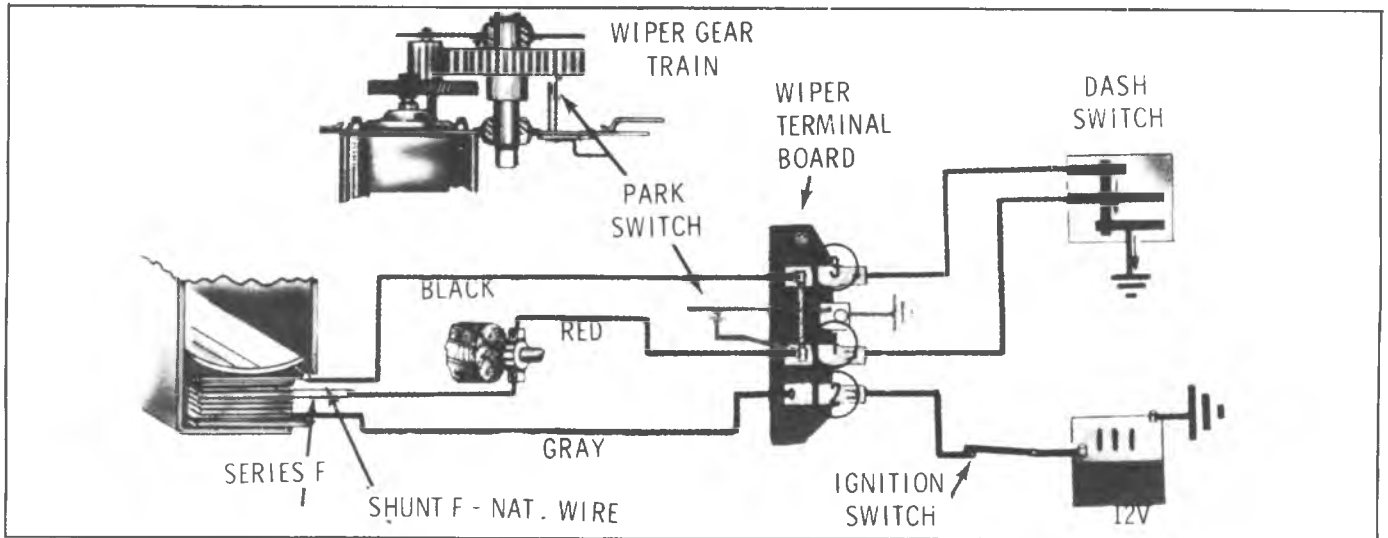 WIPER GEAR
TRAIN
WIPER
TERMINAL
BOARD
DASH
SWITCH
PARK
SWITCH
BLACK
RED
3
1
2
GRAY
SERIES F
SHUNT F - NAT. WIRE
IGNITION
SWITCH
12V